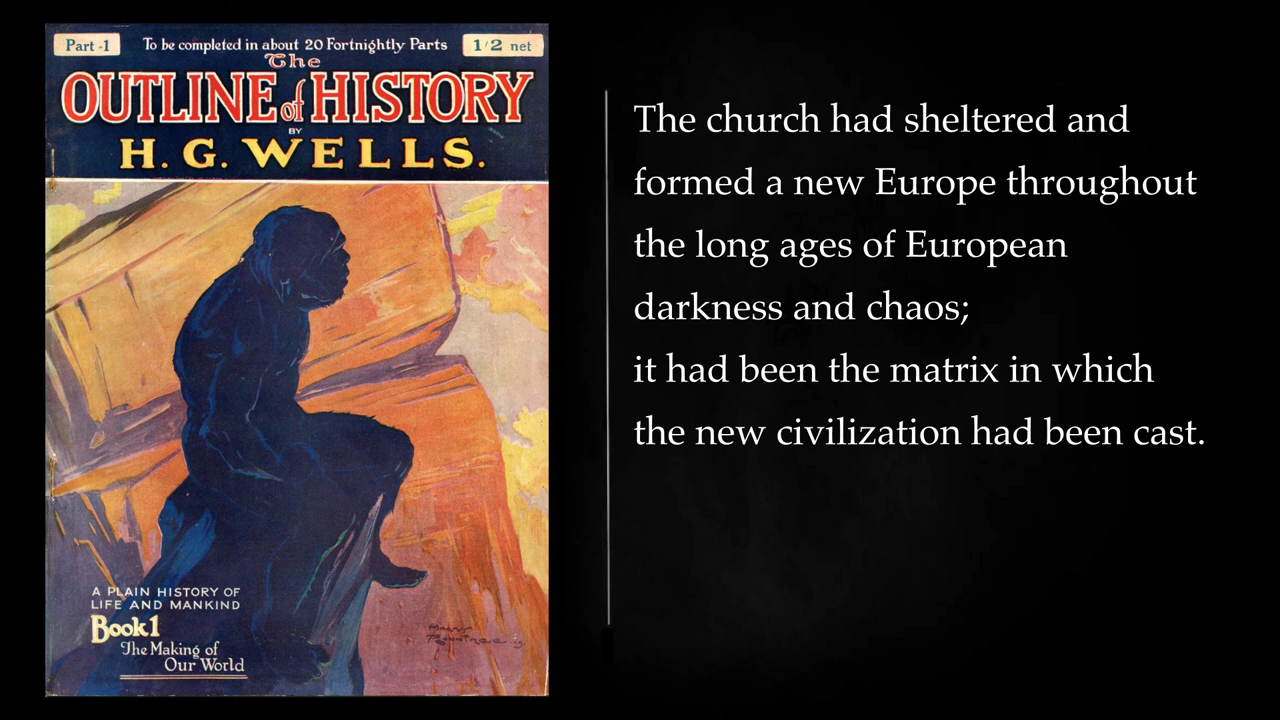 Part -1
To be completed in about 20 Fortnightly Parts
1/2 net
The
OUTLINE of HISTORY
BY
H. G. WELLS.
A PLAIN HISTORY OF
LIFE AND MANKIND
Book 1
The Making of
Our World
The church had sheltered and
formed a new Europe throughout
the long ages of European
darkness and chaos;
it had been the matrix in which
the new civilization had been cast.